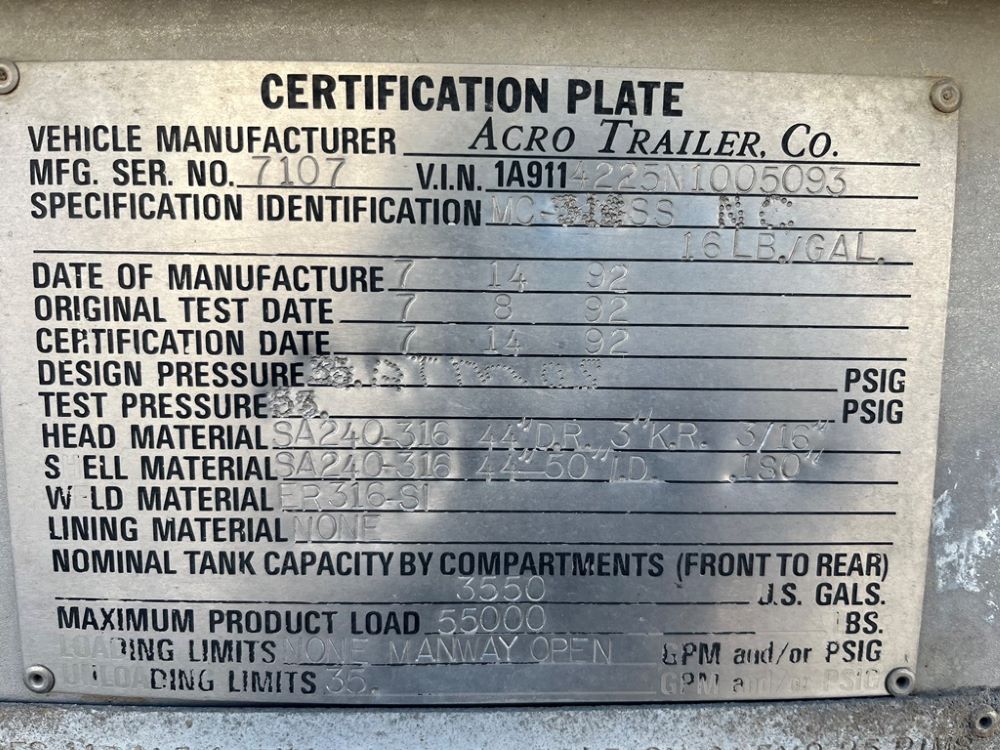 CERTIFICATION PLATE
VEHICLE MANUFACTURER ACRO TRAILER, CO.
MFG. SER. NO. 7107 V.I.N. 1A9114225N1005093
SPECIFICATION IDENTIFICATION MC-312SS N.C.
16 LB./GAL.
DATE OF MANUFACTURE 7 14 92
ORIGINAL TEST DATE 7 8 92
CERTIFICATION DATE 7 14 92
DESIGN PRESSURE PSIG
TEST PRESSURE PSIG
HEAD MATERIAL SA240-316 44" D.R. 3" K.R. 3/16"
S ELL MATERIAL SA240-316 44"-50" I.D. .180"
W LD MATERIAL ER316-SI
LINING MATERIAL NONE
NOMINAL TANK CAPACITY BY COMPARTMENTS (FRONT TO REAR)
3550 U.S. GALS.
MAXIMUM PRODUCT LOAD 55000 LBS.
LOADING LIMITS NONE MANWAY OPEN GPM and/or PSIG
UNLOADING LIMITS 35. GPM and/or PSIG